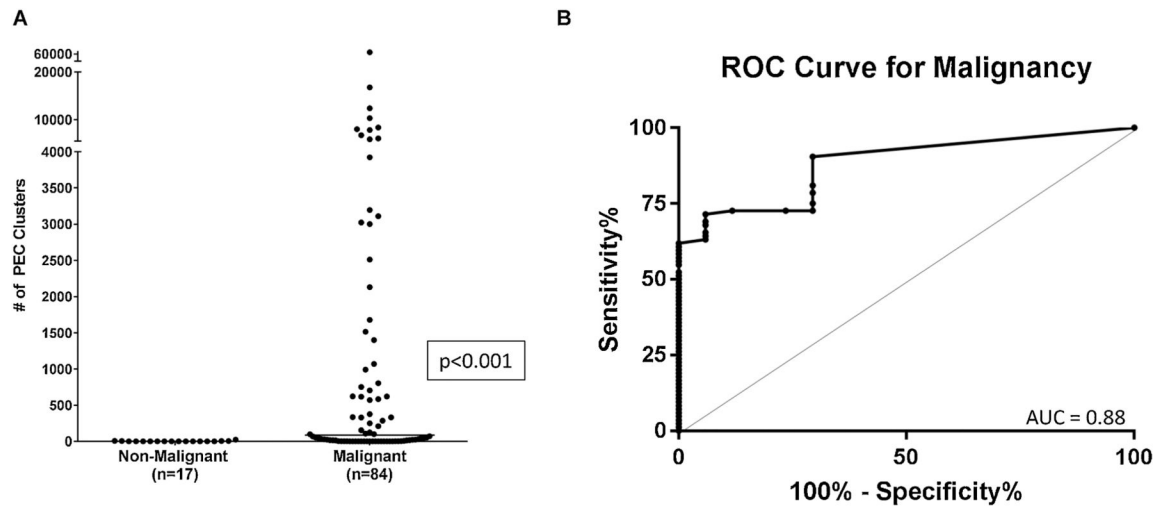 A
60000
20000
10000
4000
3500
3000
2500
2000
1500
1000
500
0
# of PEC Clusters
p<0.001
Non-Malignant
(n=17)
Malignant
(n=84)
B
ROC Curve for Malignancy
100
75
50
25
0
Sensitivity%
AUC = 0.88
0
50
100
100% - Specificity%